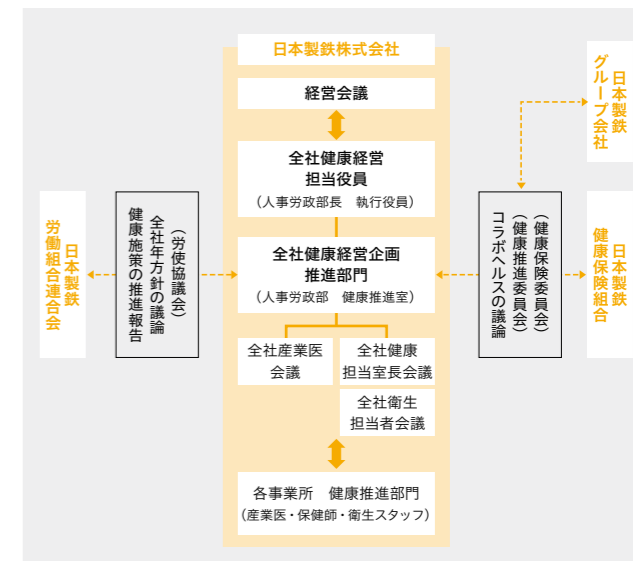 日本製鉄株式会社
経営会議
全社健康経営
担当役員
（人事労政部長　執行役員）
全社健康経営企画
推進部門
（人事労政部　健康推進室）
全社産業医
会議
全社健康
担当室長会議
全社衛生
担当者会議
各事業所　健康推進部門
（産業医・保健師・衛生スタッフ）
日本製鉄
労働組合連合会
（労使協議会）
全社年方針の議論
健康施策の推進報告
（健康保険委員会）
（健康推進委員会）
コラボヘルスの議論
日本製鉄
グループ会社
日本製鉄
健康保険組合